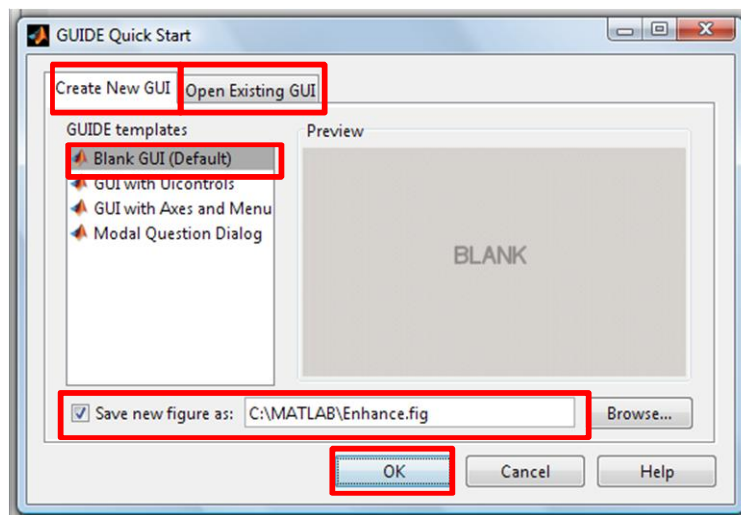 GUIDE Quick Start
Create New GUI
Open Existing GUI
GUIDE templates
Preview
Blank GUI (Default)
GUI with Uicontrols
GUI with Axes and Menu
Modal Question Dialog
BLANK
Save new figure as:
C:\MATLAB\Enhance.fig
Browse...
OK
Cancel
Help